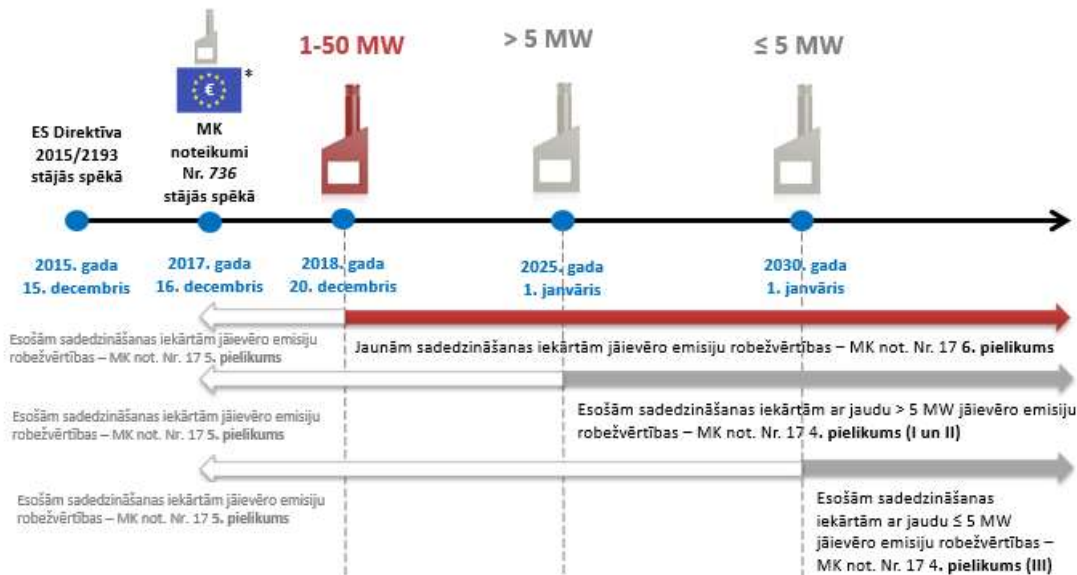 1-50 MW
> 5 MW
≤ 5 MW
€
*
ES Direktīva
2015/2193
stājās spēkā
MK
noteikumi
Nr. 736
stājās spēkā
2015. gada
15. decembris
2017. gada
16. decembris
2018. gada
20. decembris
2025. gada
1. janvāris
2030. gada
1. janvāris
Esošām sadedzināšanas iekārtām jāievēro emisiju
robežvērtības – MK not. Nr. 17 5. pielikums
Jaunām sadedzināšanas iekārtām jāievēro emisiju robežvērtības – MK not. Nr. 17 6. pielikums
Esošām sadedzināšanas iekārtām jāievēro emisiju
robežvērtības – MK not. Nr. 17 5. pielikums
Esošām sadedzināšanas iekārtām ar jaudu > 5 MW jāievēro emisiju
robežvērtības – MK not. Nr. 17 4. pielikums (I un II)
Esošām sadedzināšanas iekārtām jāievēro emisiju
robežvērtības – MK not. Nr. 17 5. pielikums
Esošām sadedzināšanas
iekārtām ar jaudu ≤ 5 MW
jāievēro emisiju robežvērtības –
MK not. Nr. 17 4. pielikums (III)